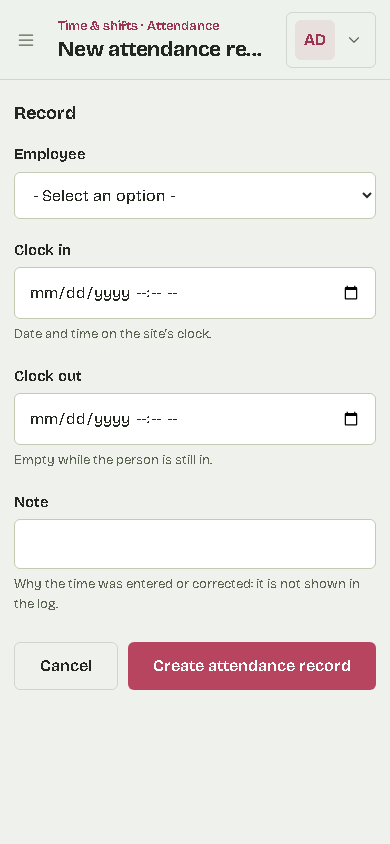 Time & shifts · Attendance
New attendance re...
AD
Record
Employee
- Select an option -
Clock in
mm/dd/yyyy --:-- --
Date and time on the site's clock.
Clock out
mm/dd/yyyy --:-- --
Empty while the person is still in.
Note
Why the time was entered or corrected: it is not shown in
the log.
Cancel
Create attendance record